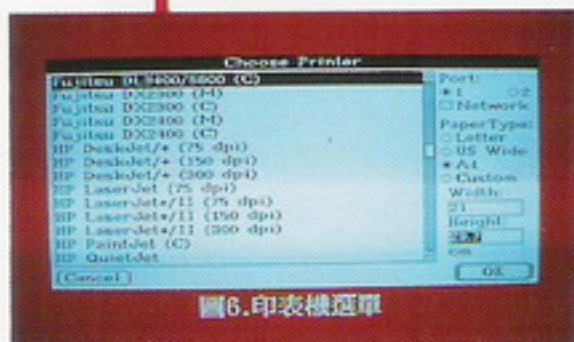 Choose Printer
Fujitsu DL3400/5600 (C)
Fujitsu DX2300 (M)
Fujitsu DX2300 (C)
Fujitsu DX2400 (M)
Fujitsu DX2400 (C)
HP DeskJet/+ (75 dpi)
HP DeskJet/+ (150 dpi)
HP DeskJet/+ (300 dpi)
HP LaserJet (75 dpi)
HP LaserJet+/II (75 dpi)
HP LaserJet+/II (150 dpi)
HP LaserJet+/II (300 dpi)
HP PaintJet (C)
HP QuietJet
Cancel
Port:
1 2
Network
PaperType:
Letter
US Wide
A4
Custom
Width:
21
Height:
cm
OK
圖6.印表機選單